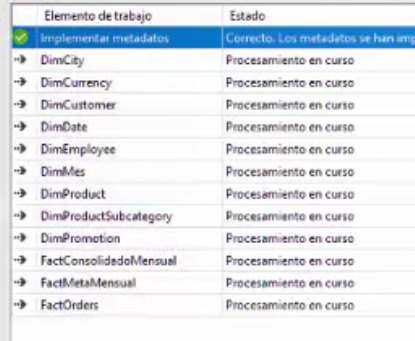 Elemento de trabajo Estado
Implementar metadatos Correcto. Los metadatos se han imp
DimCity Procesamiento en curso
DimCurrency Procesamiento en curso
DimCustomer Procesamiento en curso
DimDate Procesamiento en curso
DimEmployee Procesamiento en curso
DimMes Procesamiento en curso
DimProduct Procesamiento en curso
DimProductSubcategory Procesamiento en curso
DimPromotion Procesamiento en curso
FactConsolidadoMensual Procesamiento en curso
FactMetaMensual Procesamiento en curso
FactOrders Procesamiento en curso